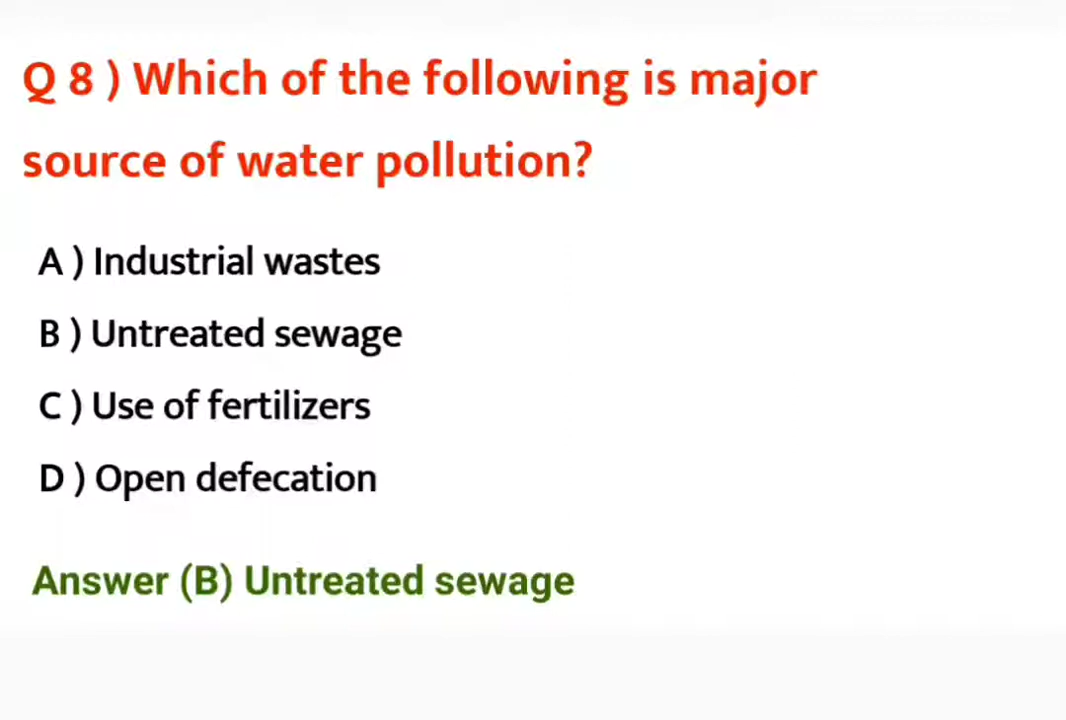 Q 8 ) Which of the following is major
source of water pollution?
A ) Industrial wastes
B ) Untreated sewage
C ) Use of fertilizers
D ) Open defecation
Answer (B) Untreated sewage